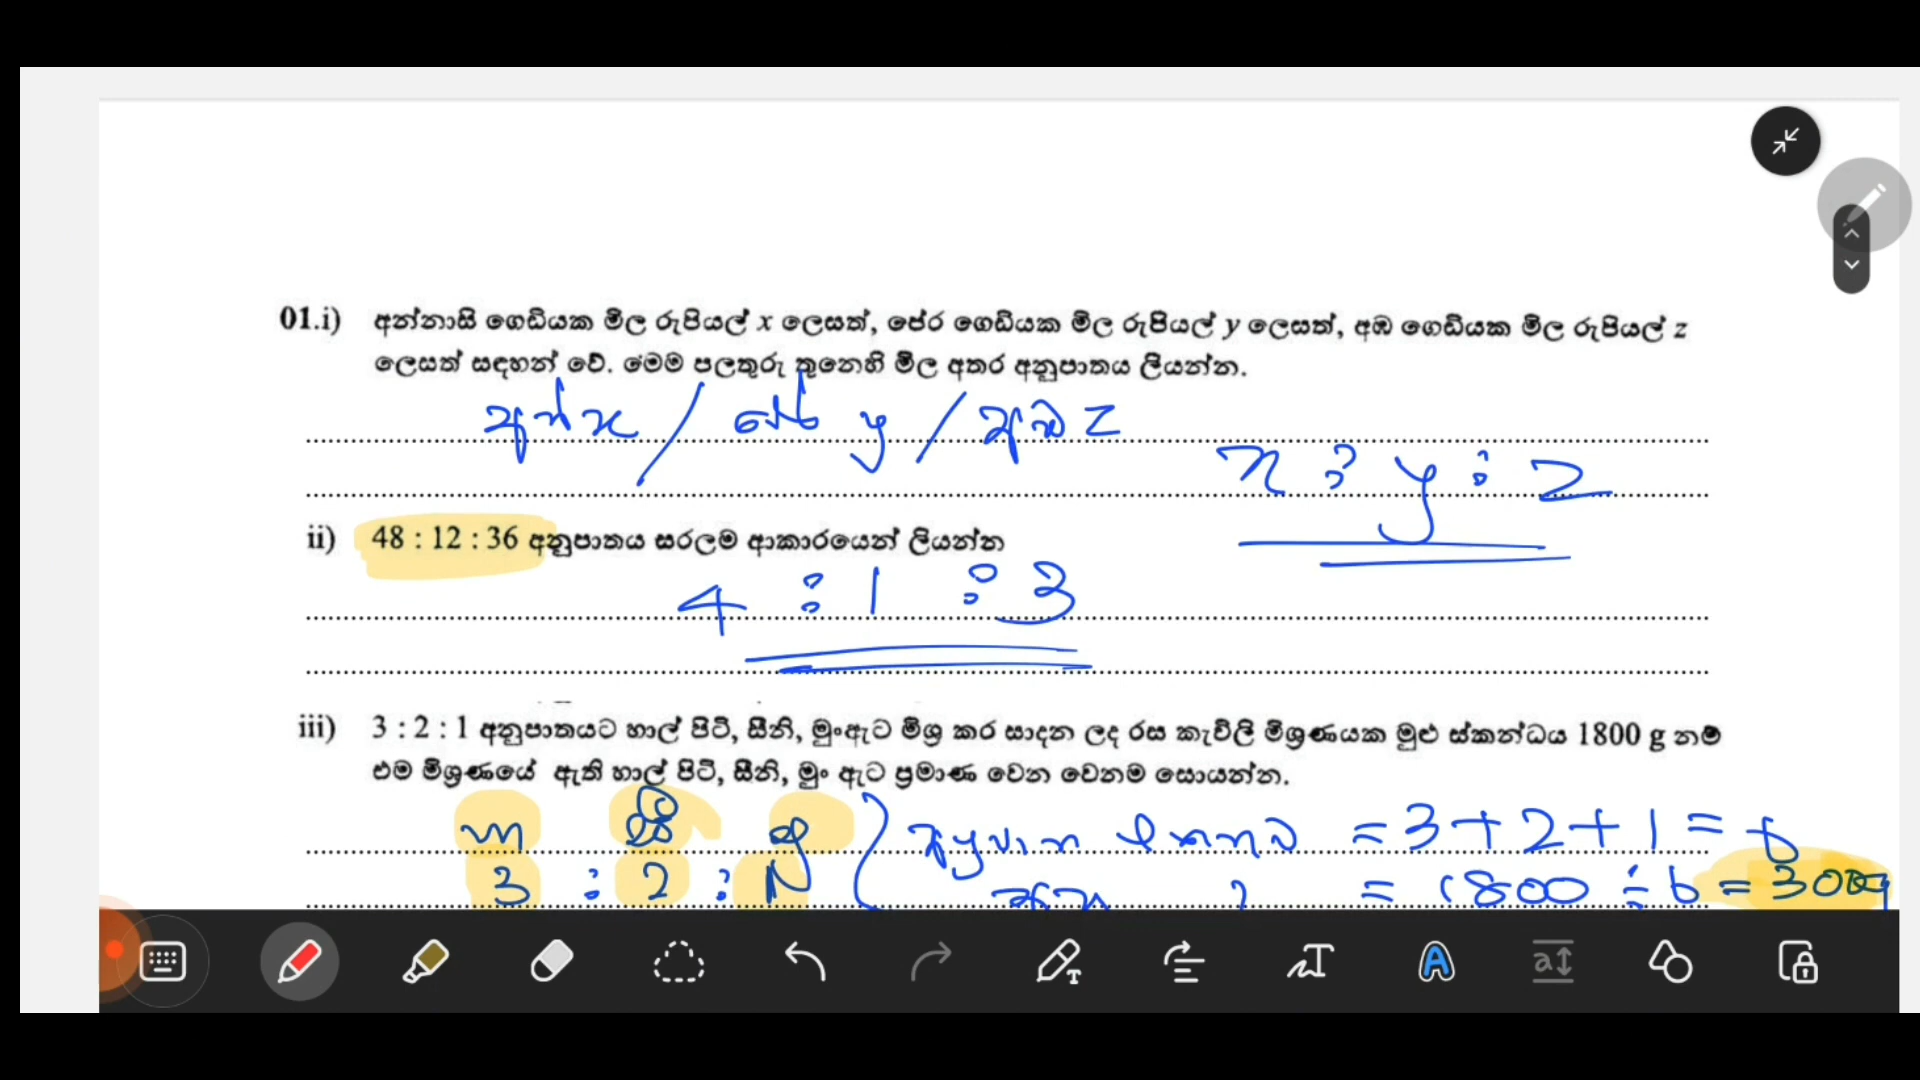 01.i) අන්නාසි ගෙඩියක මිල රුපියල් x ලෙසත්, පේර ගෙඩියක මිල රුපියල් y ලෙසත්, අඹ ගෙඩියක මිල රුපියල් z
ලෙසත් සඳහන් වේ. මෙම පලතුරු තුනෙහි මිල අතර අනුපාතය ලියන්න.
අන් x / පේර y / අඹ z
x : y : z
ii) 48 : 12 : 36 අනුපාතය සරලම ආකාරයෙන් ලියන්න
4 : 1 : 3
iii) 3 : 2 : 1 අනුපාතයට හාල් පිටි, සීනි, මුංඇට මිශ්‍ර කර සාදන ලද රස කැවිලි මිශ්‍රණයක මුළු ස්කන්ධය 1800 g නම්
එම මිශ්‍රණයේ ඇති හාල් පිටි, සීනි, මුං ඇට ප්‍රමාණ වෙන වෙනම සොයන්න.
හා සී මු = 3 + 2 + 1 = 6
3 : 2 : 1 = 1800 ÷ 6 = 300g